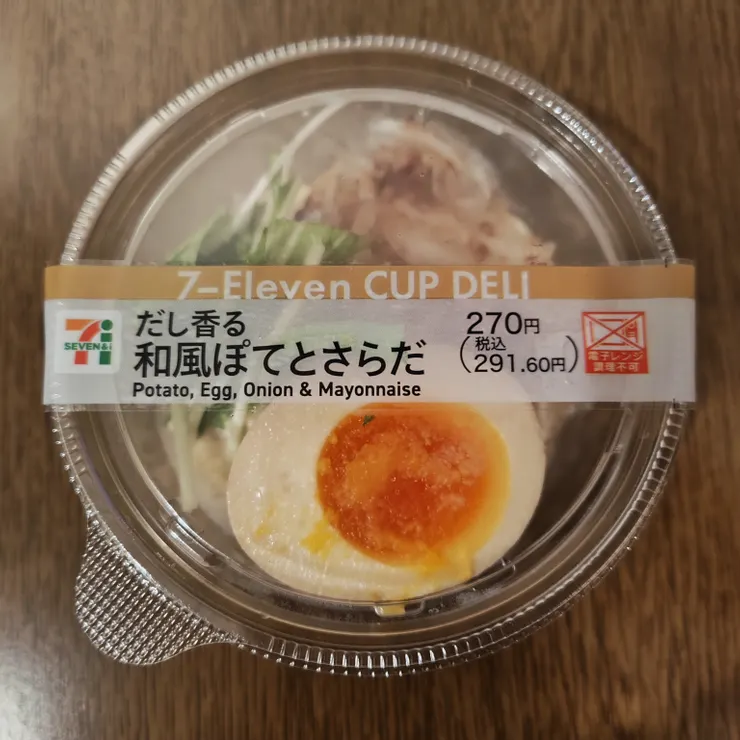 7-Eleven CUP DELI
SEVEN&i
だし香る
和風ぽてとさらだ
Potato, Egg, Onion & Mayonnaise
270円
(税込
291.60円)
電子レンジ
調理不可